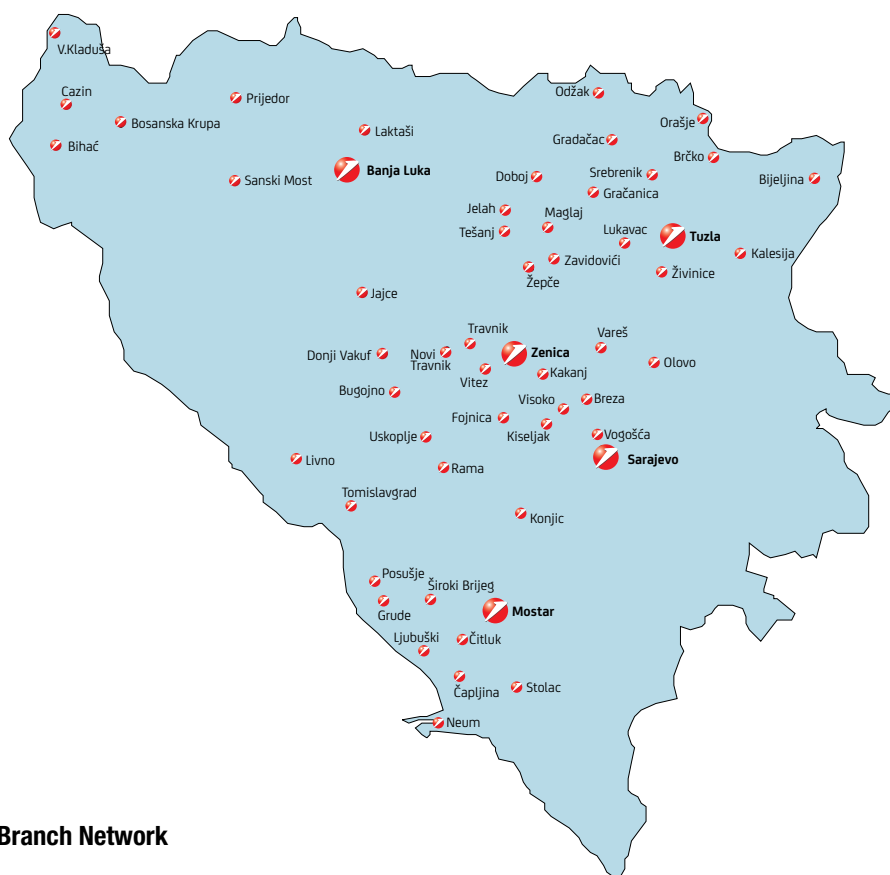 V.Kladuša
Cazin
Prijedor
Odžak
Bosanska Krupa
Orašje
Laktaši
Bihać
Gradačac
Brčko
Banja Luka
Sanski Most
Doboj
Srebrenik
Bijeljina
Gračanica
Jelah
Maglaj
Tešanj
Lukavac
Tuzla
Kalesija
Zavidovići
Žepče
Živinice
Jajce
Travnik
Vareš
Donji Vakuf
Novi
Travnik
Zenica
Olovo
Vitez
Kakanj
Bugojno
Visoko
Breza
Fojnica
Kiseljak
Uskoplje
Vogošća
Livno
Rama
Sarajevo
Tomislavgrad
Konjic
Posušje
Široki Brijeg
Grude
Mostar
Ljubuški
Čitluk
Čapljina
Stolac
Neum
Branch Network